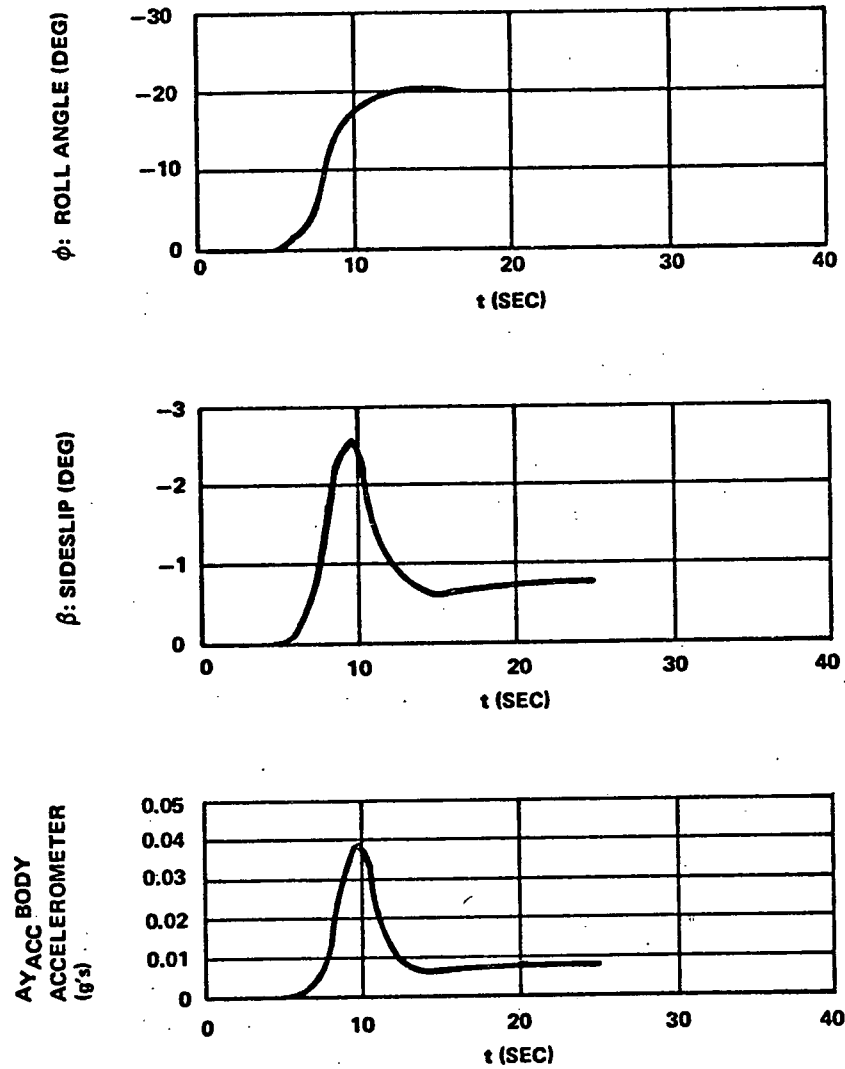 φ: ROLL ANGLE (DEG)
−30
−20
−10
0
0 10 20 30 40
t (SEC)
β: SIDESLIP (DEG)
−3
−2
−1
0
0 10 20 30 40
t (SEC)
AY ACC BODY
ACCELEROMETER
(g's)
0.05
0.04
0.03
0.02
0.01
0
0 10 20 30 40
t (SEC)